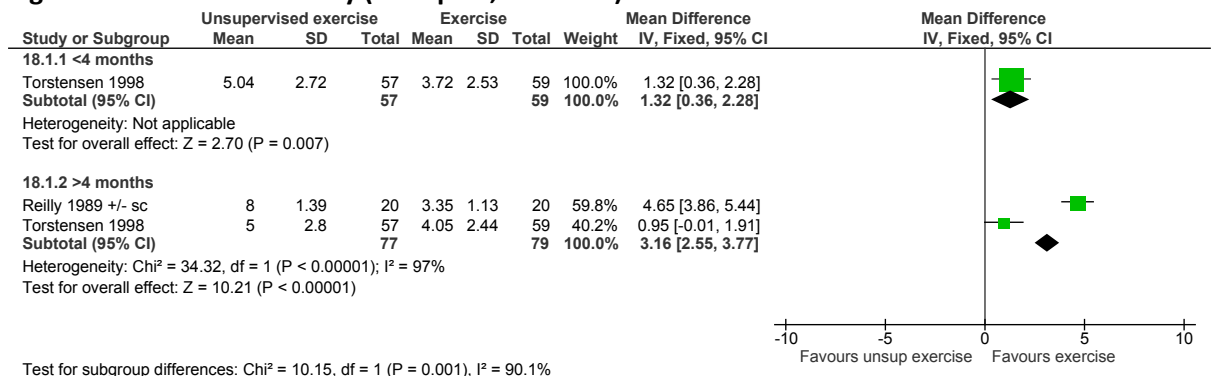 Unsupervised exercise Exercise Mean Difference Mean Difference
Study or Subgroup Mean SD Total Mean SD Total Weight IV, Fixed, 95% CI IV, Fixed, 95% CI
18.1.1 <4 months
Torstensen 1998 5.04 2.72 57 3.72 2.53 59 100.0% 1.32 [0.36, 2.28]
Subtotal (95% CI) 57 59 100.0% 1.32 [0.36, 2.28]
Heterogeneity: Not applicable
Test for overall effect: Z = 2.70 (P = 0.007)
18.1.2 >4 months
Reilly 1989 +/- sc 8 1.39 20 3.35 1.13 20 59.8% 4.65 [3.86, 5.44]
Torstensen 1998 5 2.8 57 4.05 2.44 59 40.2% 0.95 [-0.01, 1.91]
Subtotal (95% CI) 77 79 100.0% 3.16 [2.55, 3.77]
Heterogeneity: Chi² = 34.32, df = 1 (P < 0.00001); I² = 97%
Test for overall effect: Z = 10.21 (P < 0.00001)
-10 -5 0 5 10
Favours unsup exercise Favours exercise
Test for subgroup differences: Chi² = 10.15, df = 1 (P = 0.001), I² = 90.1%